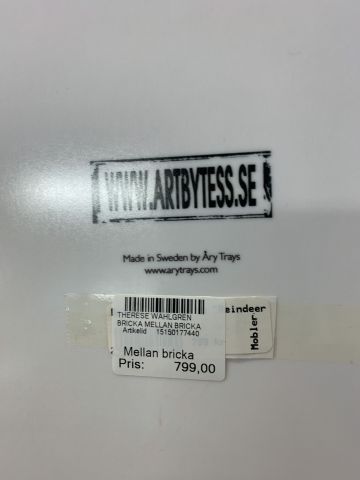 WWW.ARTBYTESS.SE
Made in Sweden by Åry Trays
www.arytrays.com
THERESE WAHLGREN
BRICKA MELLAN BRICKA
Artikelid 15150177440
Mellan bricka
Pris: 799,00
eindeer
Mobler